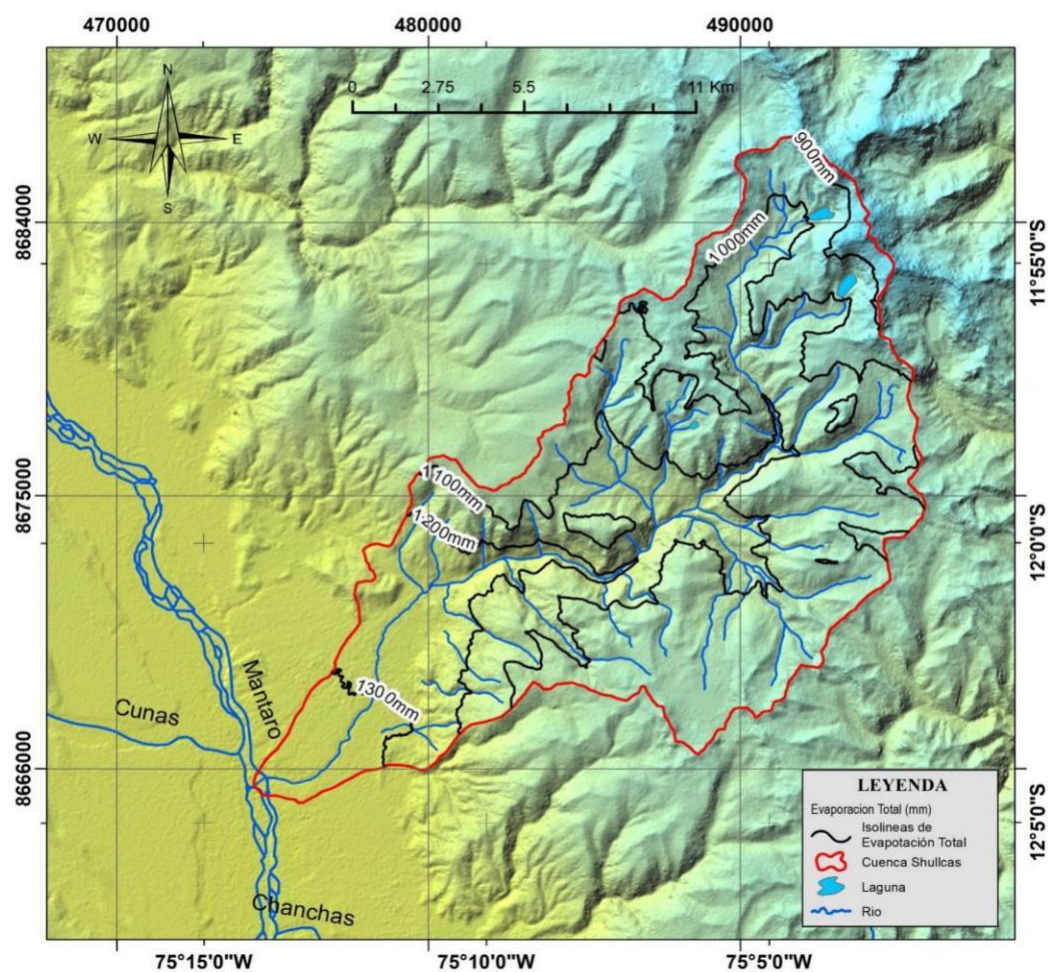 470000 480000 490000
N
W E
S
0 2.75 5.5 11 Km
900mm
8684000
1000mm
11°55'0"S
8675000
1100mm
1200mm
12°0'0"S
1300mm
Mantaro
Cunas
8666000
12°5'0"S
Chanchas
LEYENDA
Evaporacion Total (mm)
Isolineas de
Evapotación Total
Cuenca Shullcas
Laguna
Rio
75°15'0"W 75°10'0"W 75°5'0"W